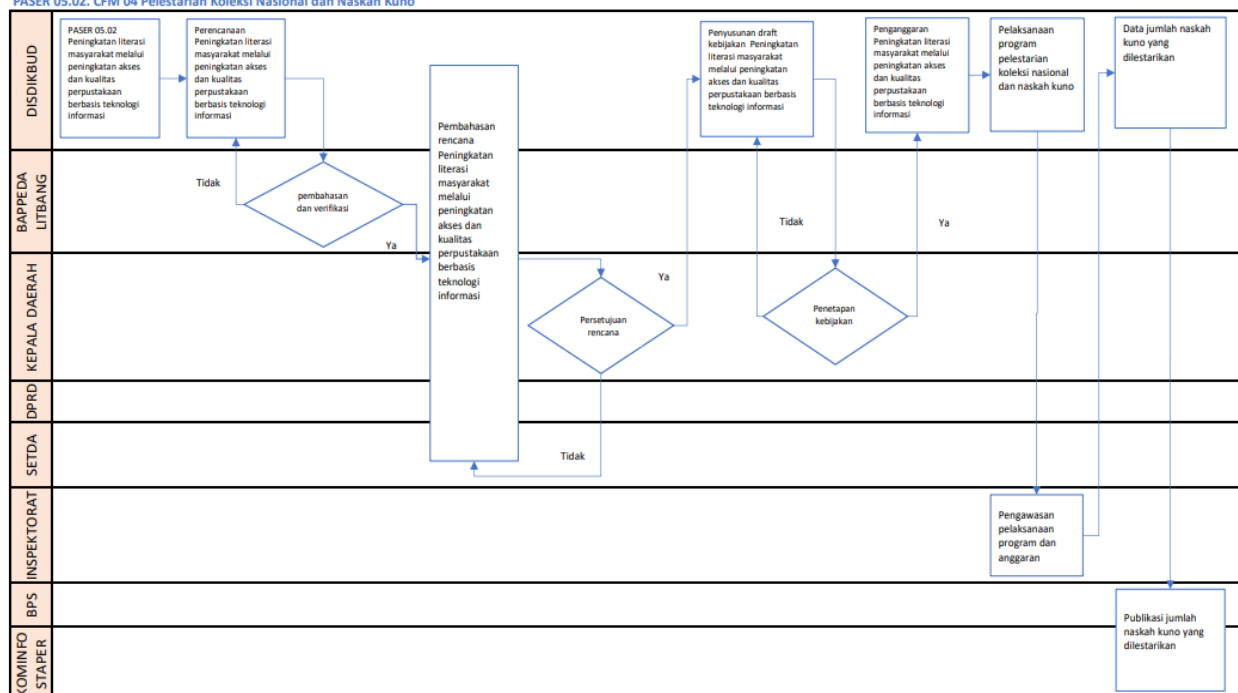 PASER 05.02. CFM 04 Pelestarian Koleksi Nasional dan Naskah Kuno
DISDIKBUD
PASER 05.02
Peningkatan literasi
masyarakat melalui
peningkatan akses
dan kualitas
perpustakaan
berbasis teknologi
informasi
Perencanaan
Peningkatan literasi
masyarakat melalui
peningkatan akses
dan kualitas
perpustakaan
berbasis teknologi
informasi
Penyusunan draft
kebijakan Peningkatan
literasi masyarakat
melalui peningkatan
akses dan kualitas
perpustakaan berbasis
teknologi informasi
Penganggaran
Peningkatan literasi
masyarakat melalui
peningkatan akses
dan kualitas
perpustakaan
berbasis teknologi
informasi
Pelaksanaan
program
pelestarian
koleksi nasional
dan naskah kuno
Data jumlah naskah
kuno yang
dilestarikan
Pembahasan
rencana
Peningkatan
literasi
masyarakat
melalui
peningkatan
akses dan
kualitas
perpustakaan
berbasis
teknologi
informasi
BAPPEDA
LITBANG
Tidak
pembahasan
dan verifikasi
Ya
Tidak
Ya
KEPALA DAERAH
Persetujuan
rencana
Ya
Penetapan
kebijakan
DPRD
SETDA
Tidak
INSPEKTORAT
Pengawasan
pelaksanaan
program dan
anggaran
BPS
Publikasi jumlah
naskah kuno yang
dilestarikan
KOMINFO
STAPER